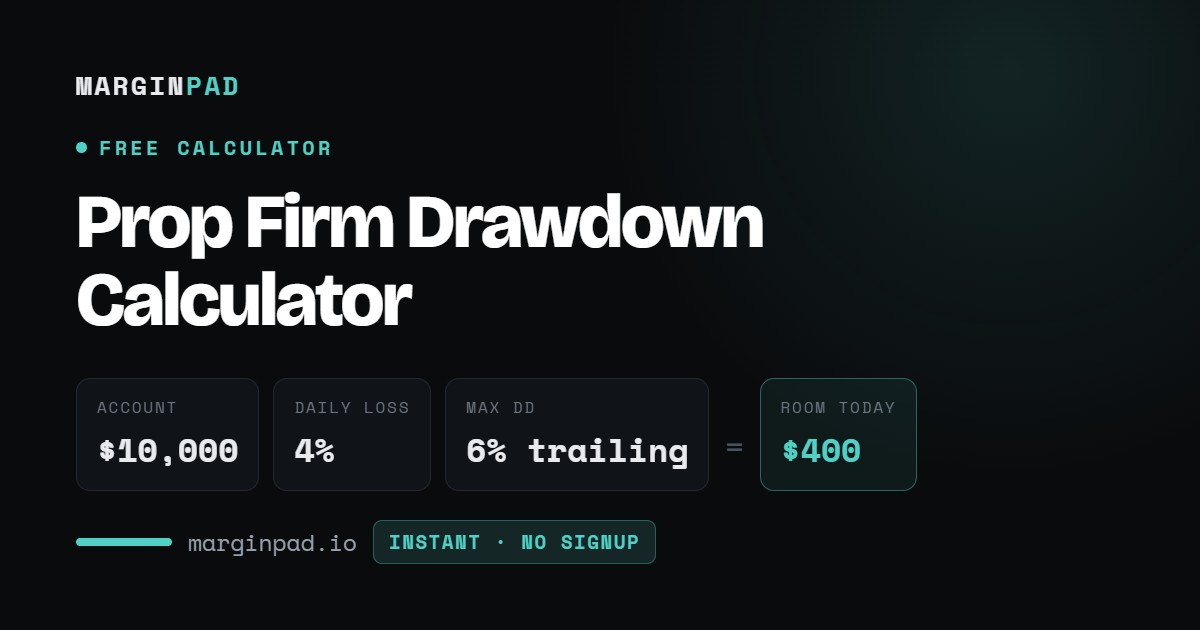 MARGINPAD
FREE CALCULATOR
Prop Firm Drawdown
Calculator
ACCOUNT
$10,000
DAILY LOSS
4%
MAX DD
6% trailing
=
ROOM TODAY
$400
marginpad.io
INSTANT · NO SIGNUP